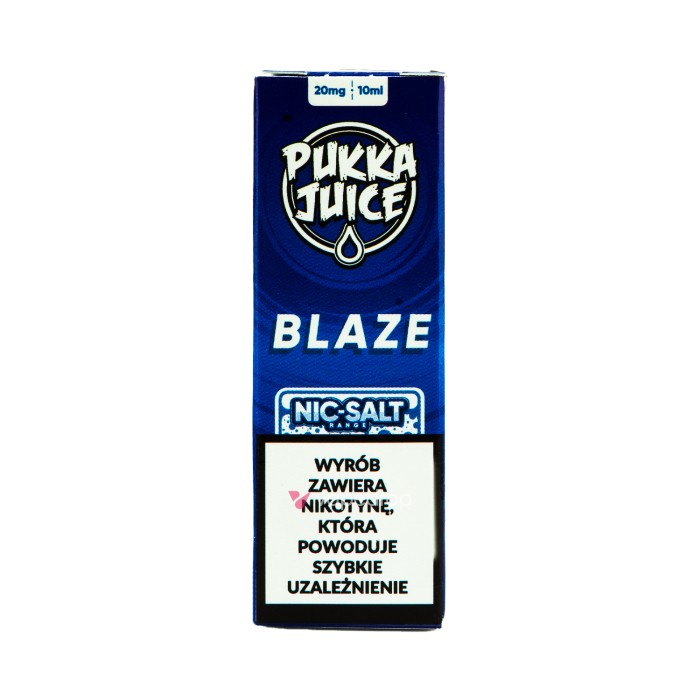 20mg 10ml
PUKKA
JUICE
BLAZE
NIC-SALT
RANGE
WYRÓB
ZAWIERA
NIKOTYNĘ,
KTÓRA
POWODUJE
SZYBKIE
UZALEŻNIENIE